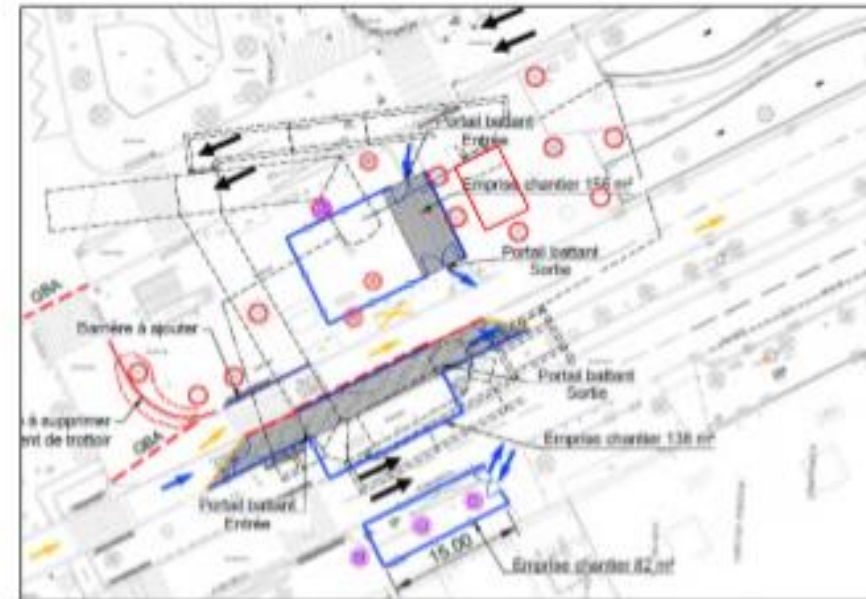 Portail battant
Entrée
Emprise chantier 156 m²
Portail battant
Sortie
GBA
Barrière à ajouter
à supprimer
ent de trottoir
GBA
Portail battant
Sortie
Emprise chantier 138 m²
Portail battant
Entrée
15.00
Emprise chantier 82 m²